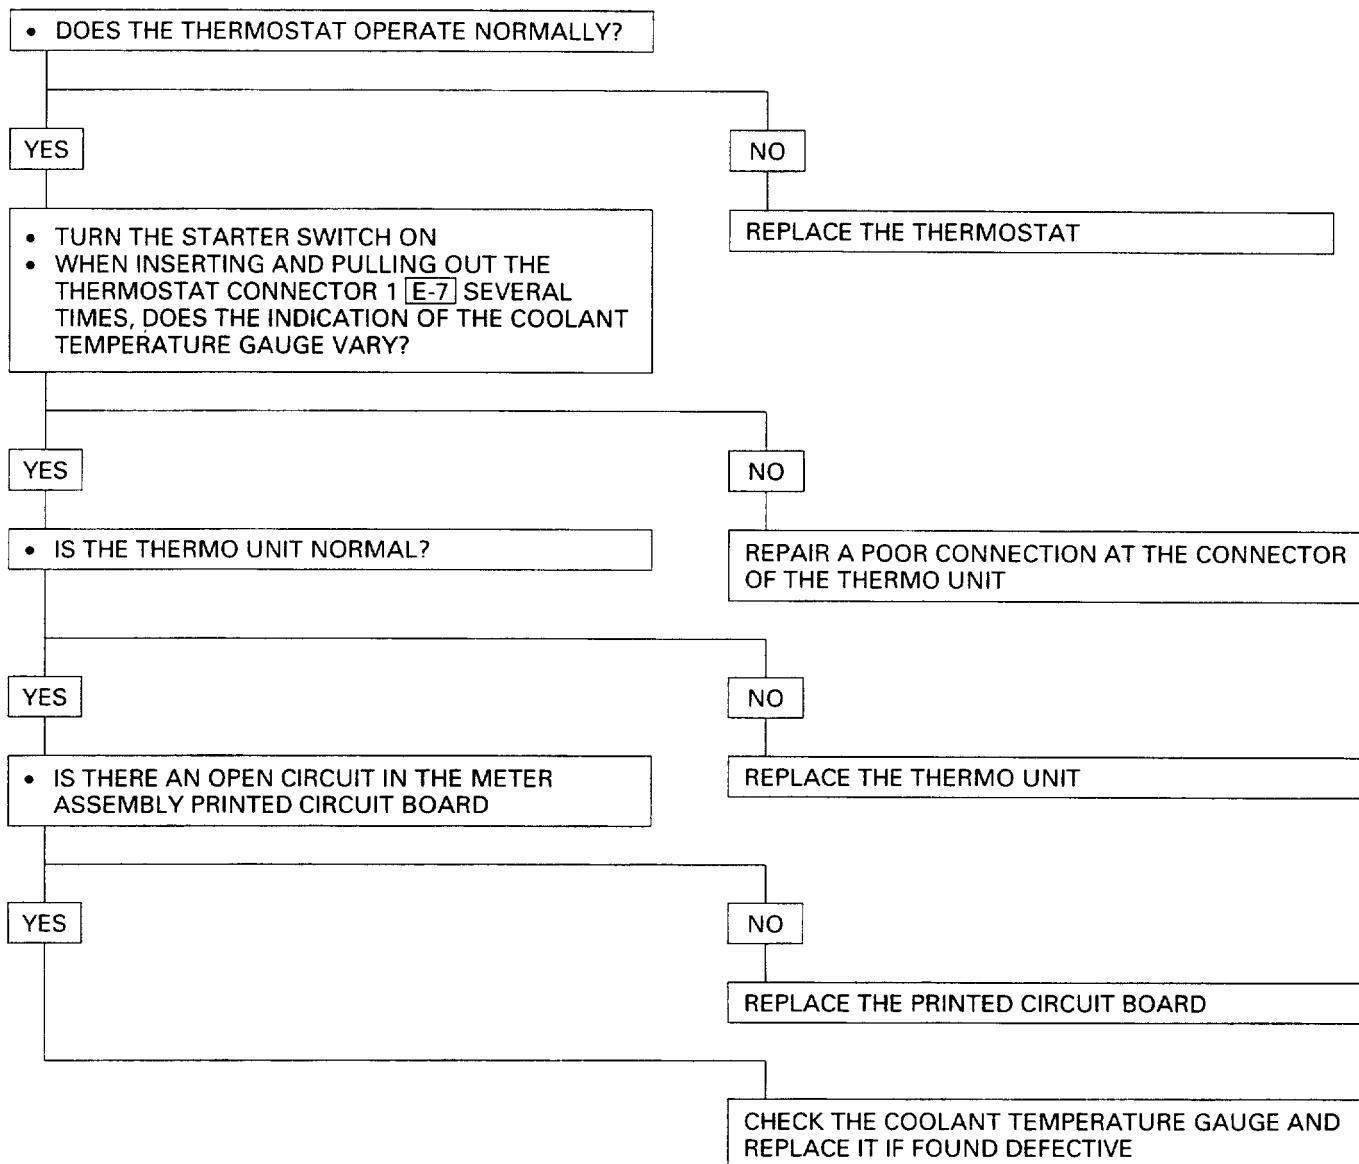 • DOES THE THERMOSTAT OPERATE NORMALLY?
YES
NO
• TURN THE STARTER SWITCH ON
• WHEN INSERTING AND PULLING OUT THE
THERMOSTAT CONNECTOR 1 E-7 SEVERAL
TIMES, DOES THE INDICATION OF THE COOLANT
TEMPERATURE GAUGE VARY?
REPLACE THE THERMOSTAT
YES
NO
• IS THE THERMO UNIT NORMAL?
REPAIR A POOR CONNECTION AT THE CONNECTOR
OF THE THERMO UNIT
YES
NO
• IS THERE AN OPEN CIRCUIT IN THE METER
ASSEMBLY PRINTED CIRCUIT BOARD
REPLACE THE THERMO UNIT
YES
NO
REPLACE THE PRINTED CIRCUIT BOARD
CHECK THE COOLANT TEMPERATURE GAUGE AND
REPLACE IT IF FOUND DEFECTIVE